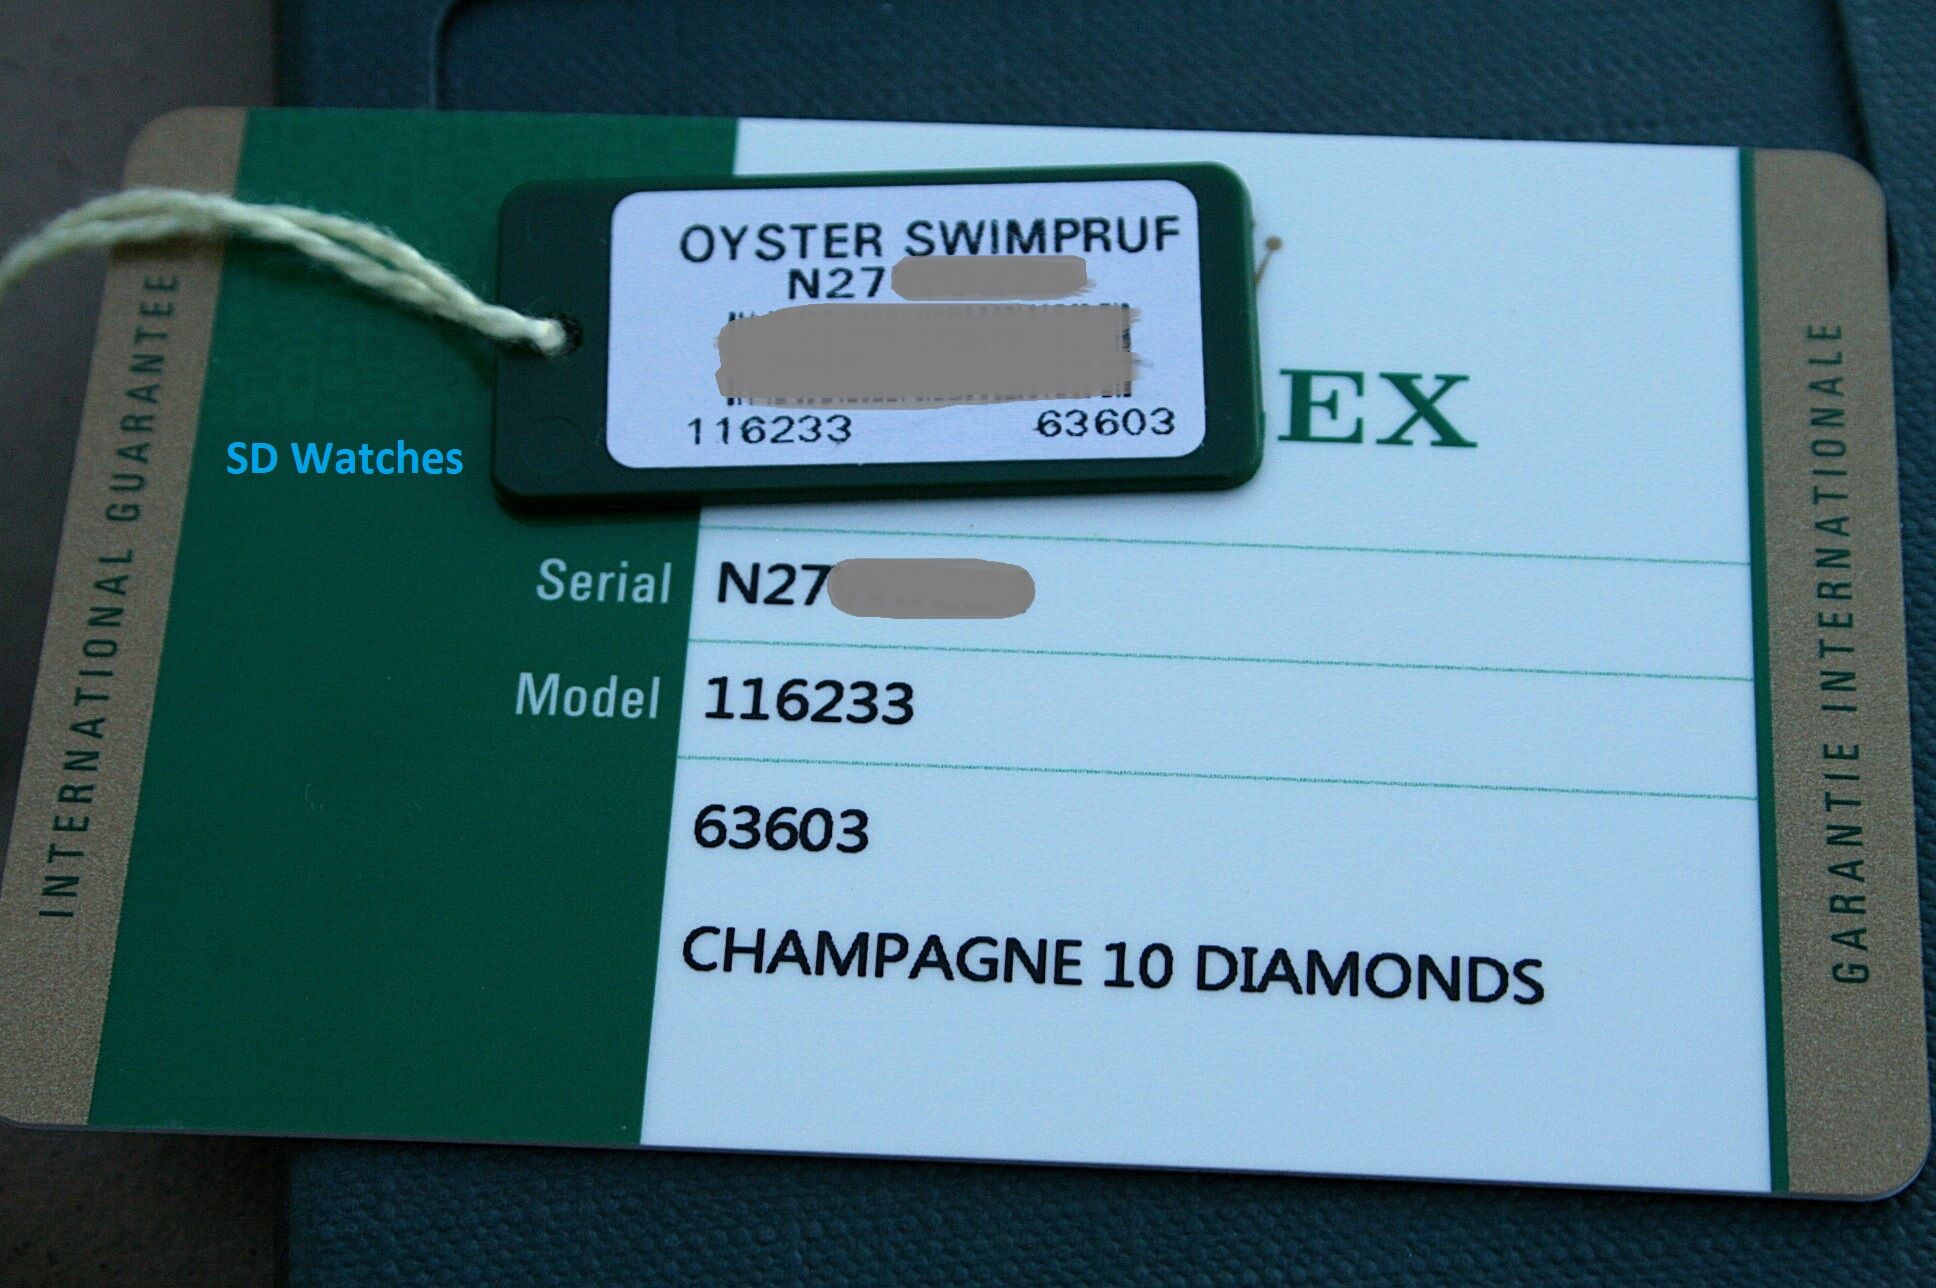 INTERNATIONAL GUARANTEE
SD Watches
OYSTER SWIMPRUF
N27
116233 63603
EX
Serial N27
Model 116233
63603
CHAMPAGNE 10 DIAMONDS
GARANTIE INTERNATIONALE